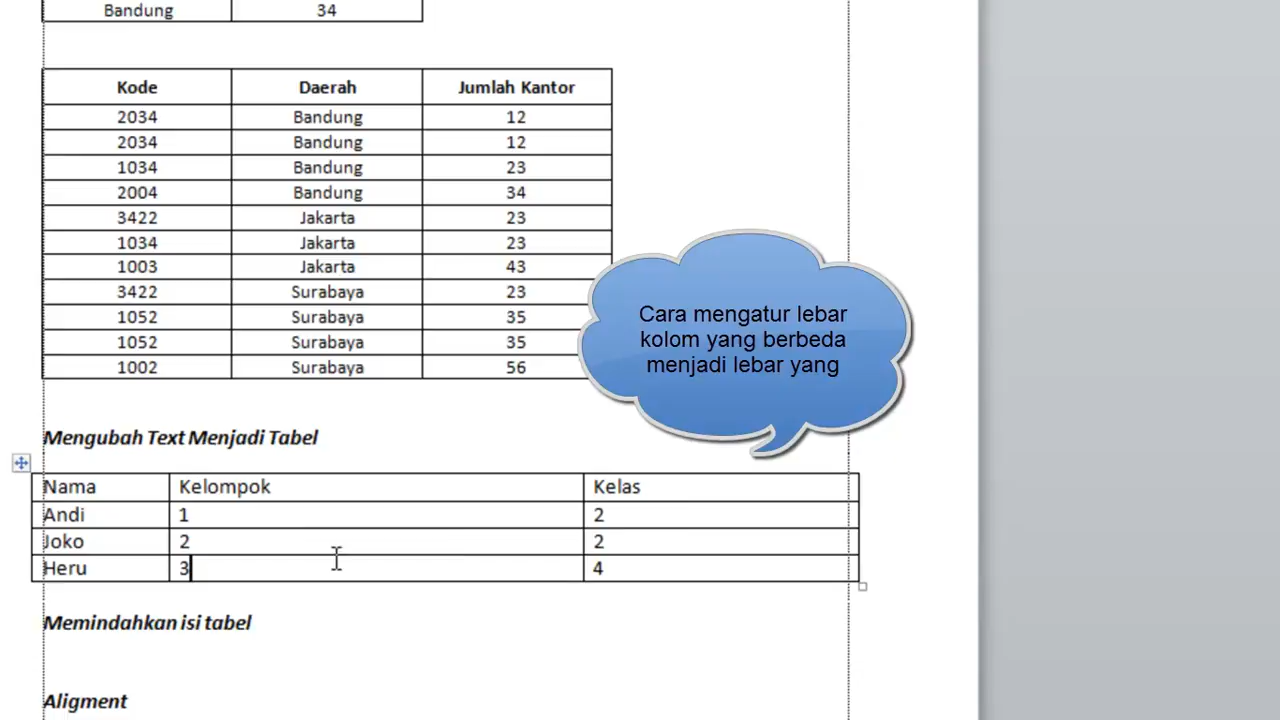 Bandung 34
Kode Daerah Jumlah Kantor
2034 Bandung 12
2034 Bandung 12
1034 Bandung 23
2004 Bandung 34
3422 Jakarta 23
1034 Jakarta 23
1003 Jakarta 43
3422 Surabaya 23
1052 Surabaya 35
1052 Surabaya 35
1002 Surabaya 56
Cara mengatur lebar
kolom yang berbeda
menjadi lebar yang
Mengubah Text Menjadi Tabel
Nama Kelompok Kelas
Andi 1 2
Joko 2 2
Heru 3 4
Memindahkan isi tabel
Aligment